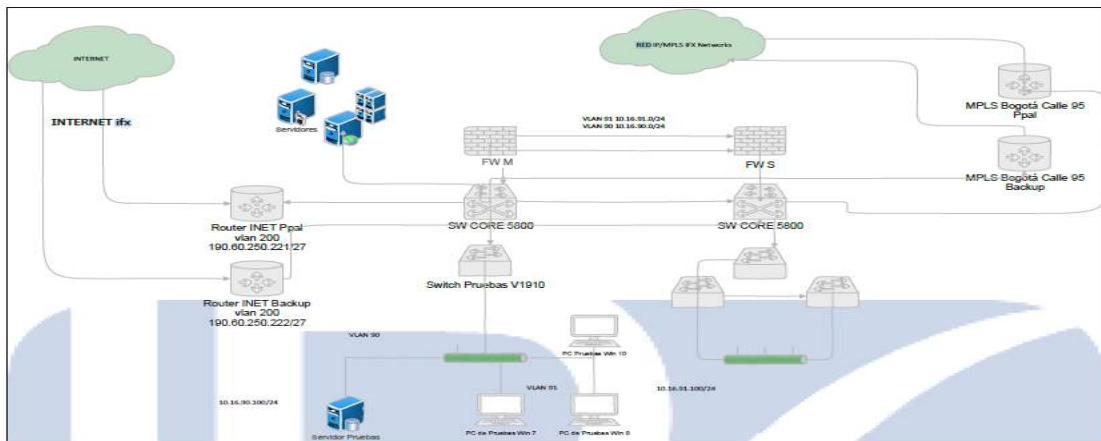 INTERNET
RED IP/MPLS IFX Networks
MPLS Bogotá Calle 95
Ppal
INTERNET ifx
Servidores
VLAN 91 10.16.91.0/24
VLAN 90 10.16.90.0/24
FW M
FW S
MPLS Bogotá Calle 95
Backup
SW CORE 5800
SW CORE 5800
Router INET Ppal
vlan 200
190.60.250.221/27
Switch Pruebas V1910
Router INET Backup
vlan 200
190.60.250.222/27
VLAN 90
PC Pruebas Win 10
VLAN 91
10.16.91.100/24
10.16.90.100/24
Servidor Pruebas
PC de Pruebas Win 7
PC de Pruebas Win 8